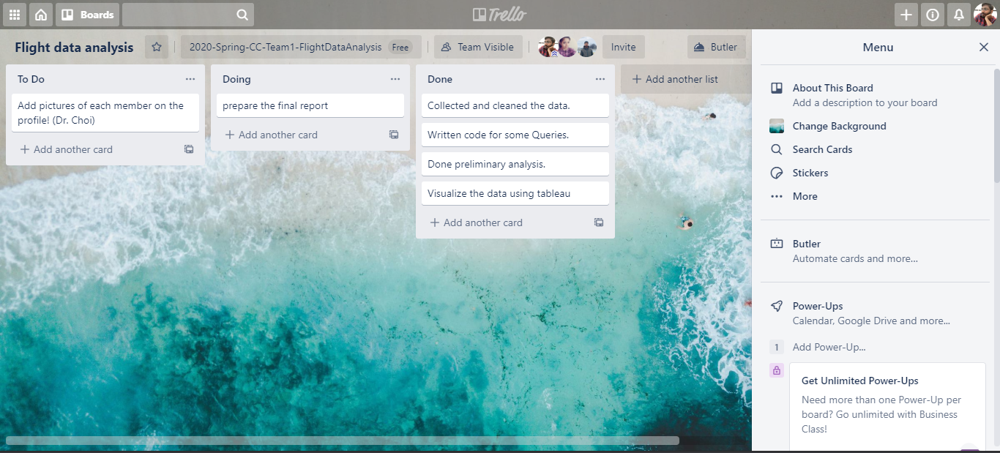 Boards
Trello
Flight data analysis
2020-Spring-CC-Team1-FlightDataAnalysis
Free
Team Visible
Invite
Butler
To Do
Add pictures of each member on the
profile! (Dr. Choi)
Add another card
Doing
prepare the final report
Add another card
Done
Collected and cleaned the data.
Written code for some Queries.
Done preliminary analysis.
Visualize the data using tableau
Add another card
Add another list
Menu
About This Board
Add a description to your board
Change Background
Search Cards
Stickers
More
Butler
Automate cards and more...
Power-Ups
Calendar, Google Drive and more...
1
Add Power-Up...
Get Unlimited Power-Ups
Need more than one Power-Up per
board? Go unlimited with Business
Class!